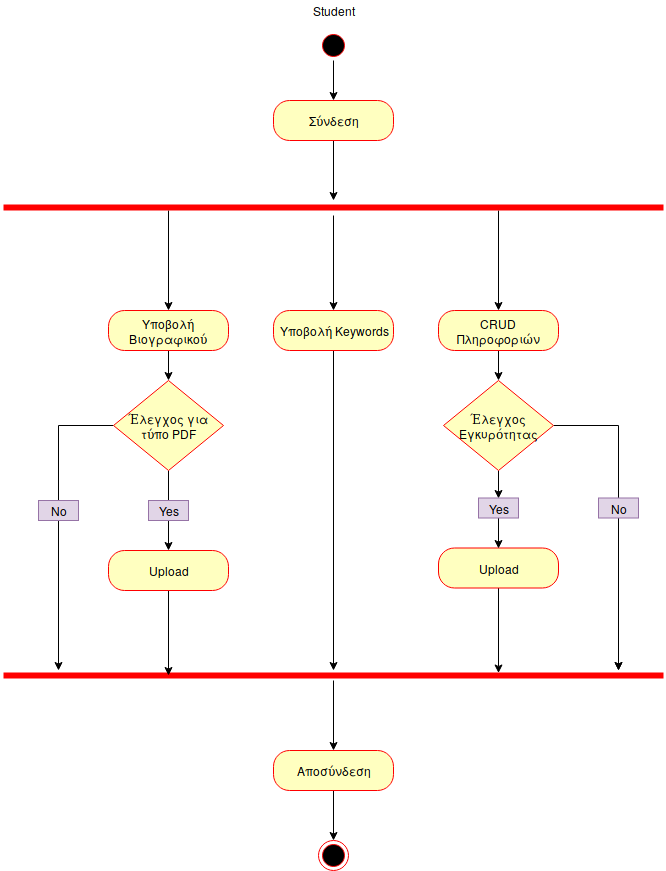 Student
Σύνδεση
Υποβολή
Βιογραφικού
Υποβολή Keywords
CRUD
Πληροφοριών
Έλεγχος για
τύπο PDF
Έλεγχος
Εγκυρότητας
No
Yes
Yes
No
Upload
Upload
Αποσύνδεση